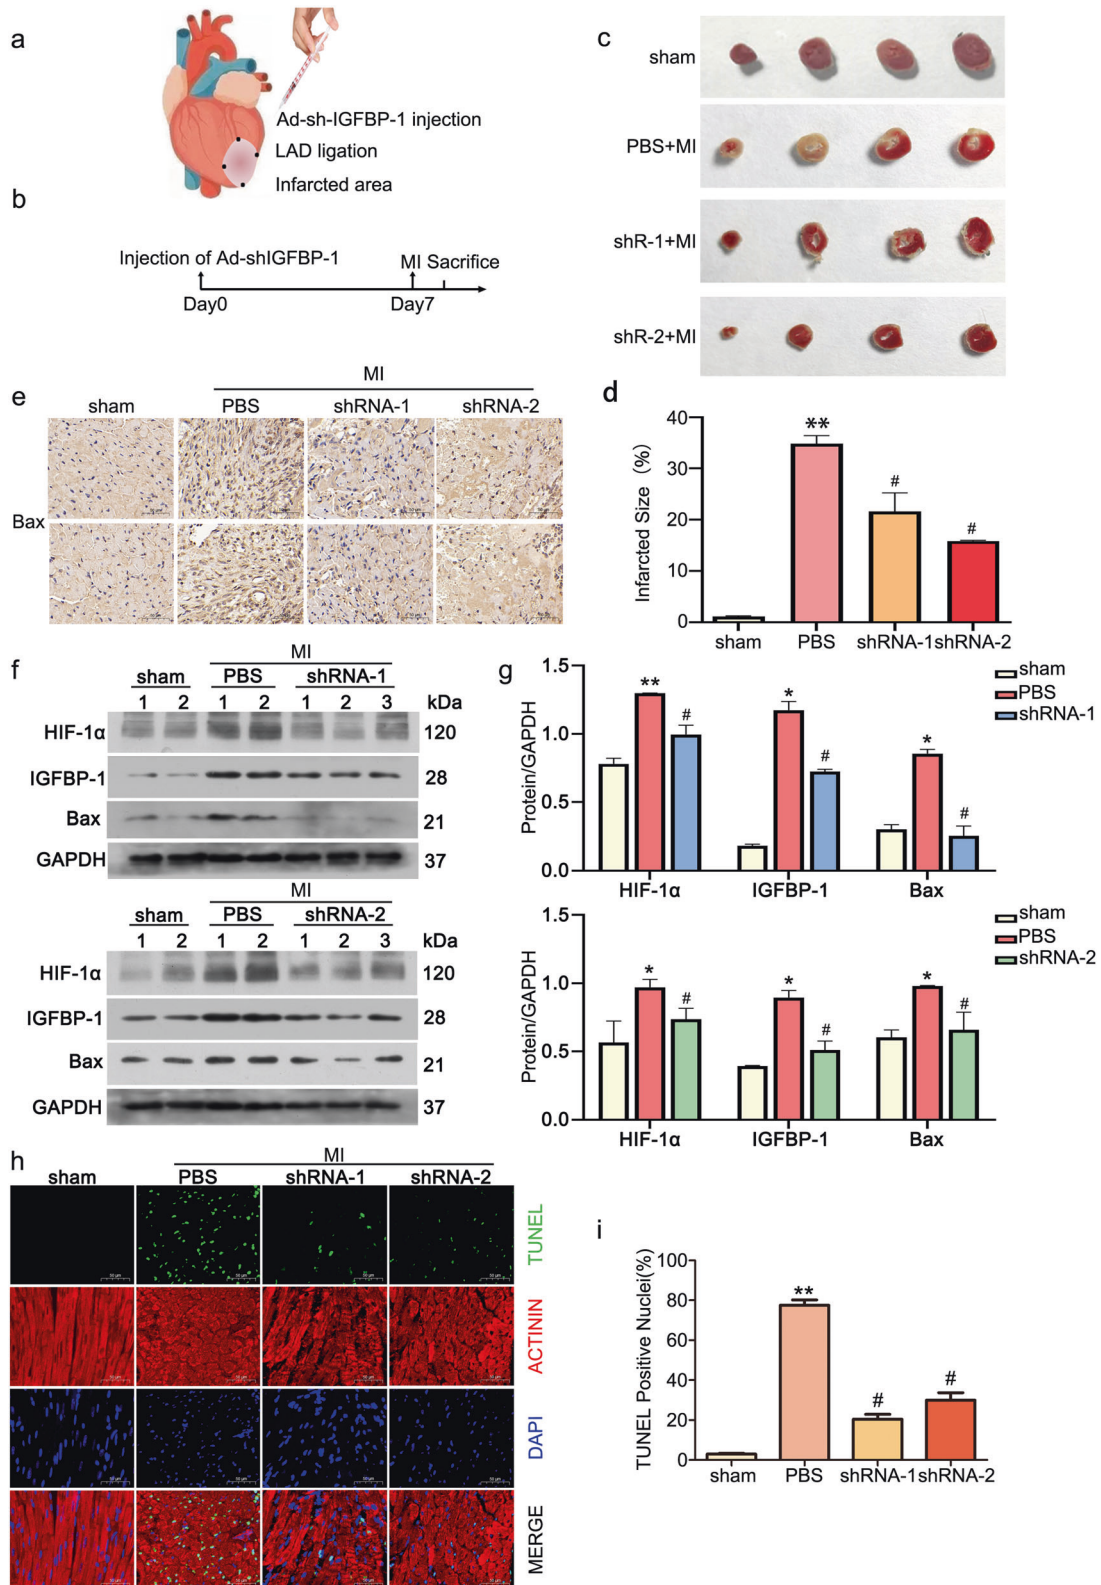 a
Ad-sh-IGFBP-1 injection
LAD ligation
Infarcted area
b
Injection of Ad-shIGFBP-1
MI Sacrifice
Day0
Day7
c
sham
PBS+MI
shR-1+MI
shR-2+MI
d
Infarcted Size (%)
40
30
20
10
0
**
#
#
sham PBS shRNA-1 shRNA-2
e
MI
sham PBS shRNA-1 shRNA-2
Bax
f
MI
sham PBS shRNA-1
1 2 1 2 1 2 3 kDa
HIF-1α 120
IGFBP-1 28
Bax 21
GAPDH 37
MI
sham PBS shRNA-2
1 2 1 2 1 2 3 kDa
HIF-1α 120
IGFBP-1 28
Bax 21
GAPDH 37
g
Protein/GAPDH
1.5
1.0
0.5
0.0
** # * # * #
HIF-1α IGFBP-1 Bax
sham
PBS
shRNA-1
Protein/GAPDH
1.5
1.0
0.5
0.0
* # * # * #
HIF-1α IGFBP-1 Bax
sham
PBS
shRNA-2
h
MI
sham PBS shRNA-1 shRNA-2
TUNEL
ACTININ
DAPI
MERGE
i
TUNEL Positive Nuclei(%)
100
80
60
40
20
0
**
#
#
sham PBS shRNA-1 shRNA-2